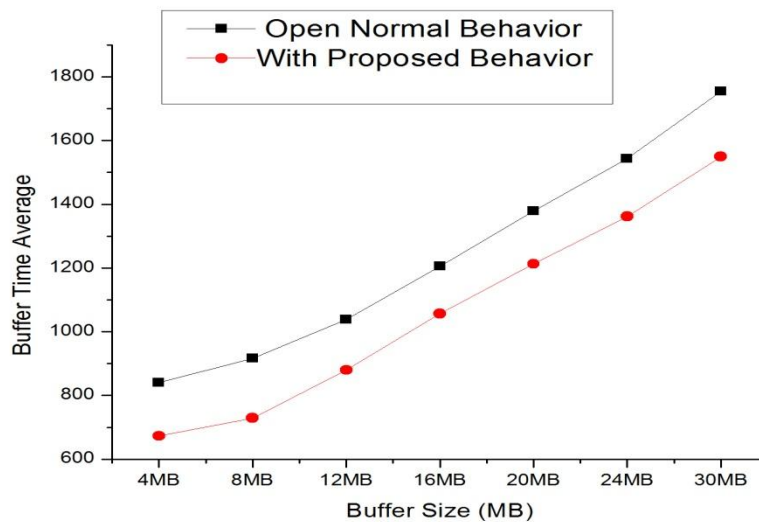 Open Normal Behavior
With Proposed Behavior
1800
1600
1400
1200
1000
800
600
Buffer Time Average
4MB 8MB 12MB 16MB 20MB 24MB 30MB
Buffer Size (MB)